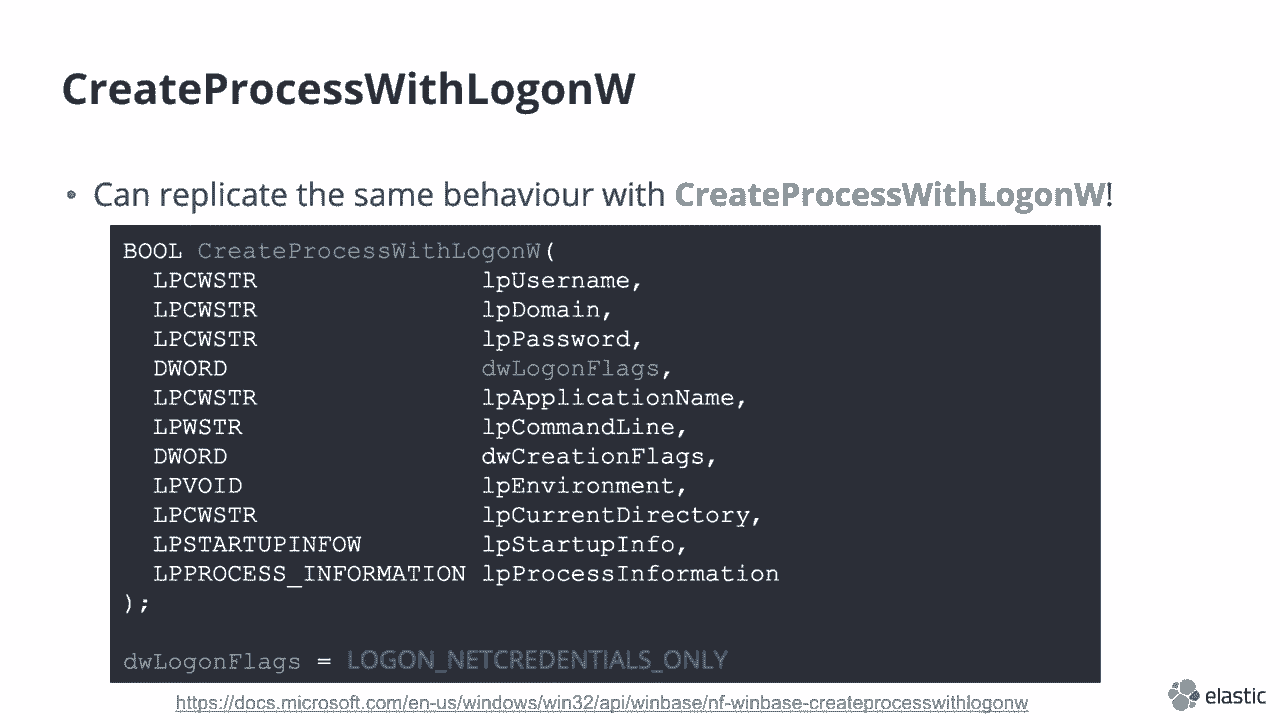 CreateProcessWithLogonW
• Can replicate the same behaviour with CreateProcessWithLogonW!
BOOL CreateProcessWithLogonW(
  LPCWSTR               lpUsername,
  LPCWSTR               lpDomain,
  LPCWSTR               lpPassword,
  DWORD                 dwLogonFlags,
  LPCWSTR               lpApplicationName,
  LPWSTR                lpCommandLine,
  DWORD                 dwCreationFlags,
  LPVOID                lpEnvironment,
  LPCWSTR               lpCurrentDirectory,
  LPSTARTUPINFOW        lpStartupInfo,
  LPPROCESS_INFORMATION lpProcessInformation
);
dwLogonFlags = LOGON_NETCREDENTIALS_ONLY
https://docs.microsoft.com/en-us/windows/win32/api/winbase/nf-winbase-createprocesswithlogonw
elastic